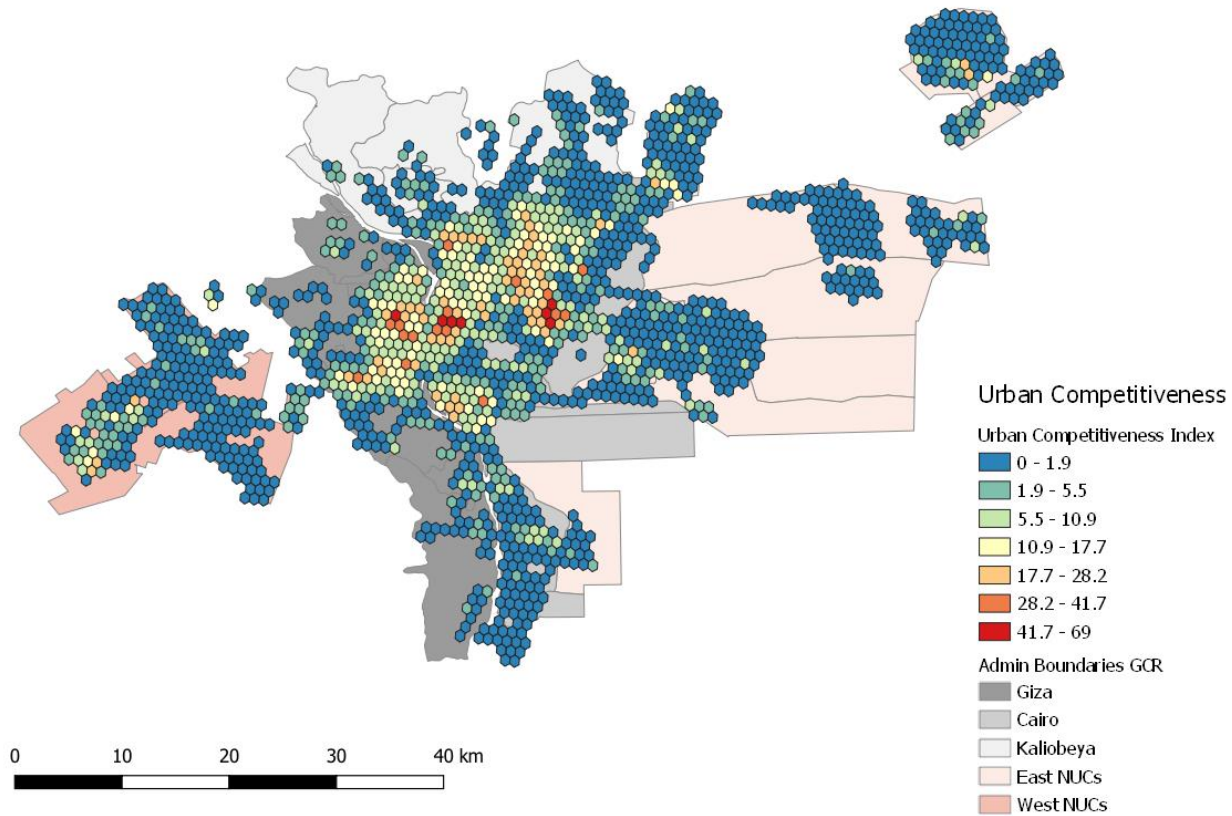 Urban Competitiveness
Urban Competitiveness Index
0 - 1.9
1.9 - 5.5
5.5 - 10.9
10.9 - 17.7
17.7 - 28.2
28.2 - 41.7
41.7 - 69
Admin Boundaries GCR
Giza
Cairo
Kaliobeya
East NUCs
West NUCs
0 10 20 30 40 km